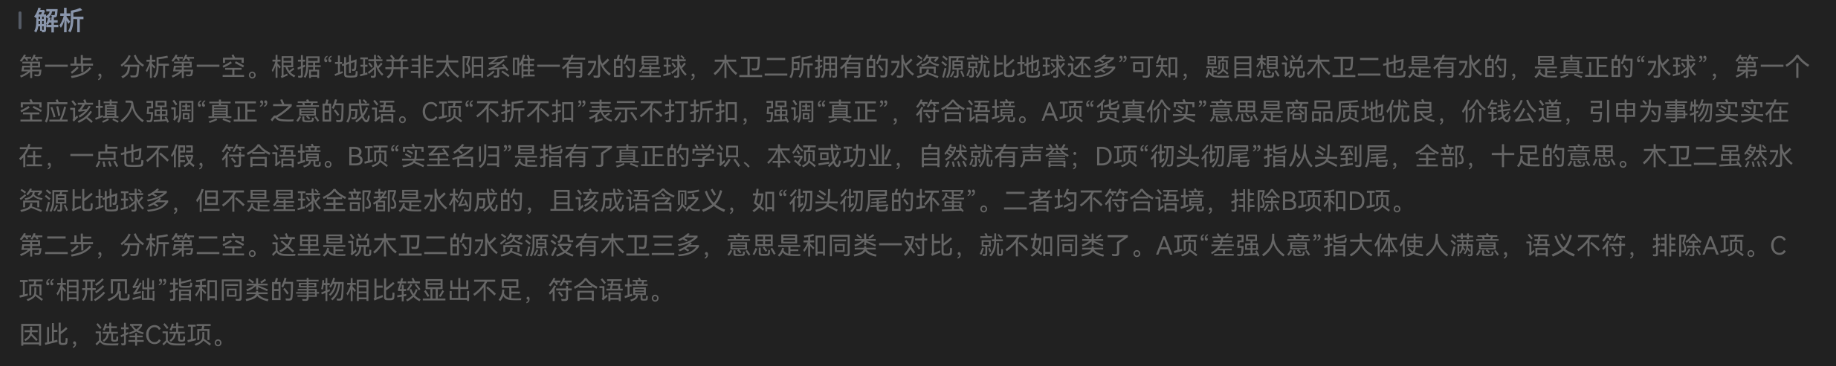 解析
第一步，分析第一空。根据“地球并非太阳系唯一有水的星球，木卫二所拥有的水资源就比地球还多”可知，题目想说木卫二也是有水的，是真正的“水球”，第一个
空应该填入强调“真正”之意的成语。C项“不折不扣”表示不打折扣，强调“真正”，符合语境。A项“货真价实”意思是商品质地优良，价钱公道，引申为事物实实在
在，一点也不假，符合语境。B项“实至名归”是指有了真正的学识、本领或功业，自然就有声誉；D项“彻头彻尾”指从头到尾，全部，十足的意思。木卫二虽然水
资源比地球多，但不是星球全部都是水构成的，且该成语含贬义，如“彻头彻尾的坏蛋”。二者均不符合语境，排除B项和D项。
第二步，分析第二空。这里是说木卫二的水资源没有木卫三多，意思是和同类一对比，就不如同类了。A项“差强人意”指大体使人满意，语义不符，排除A项。C
项“相形见绌”指和同类的事物相比较显出不足，符合语境。
因此，选择C选项。